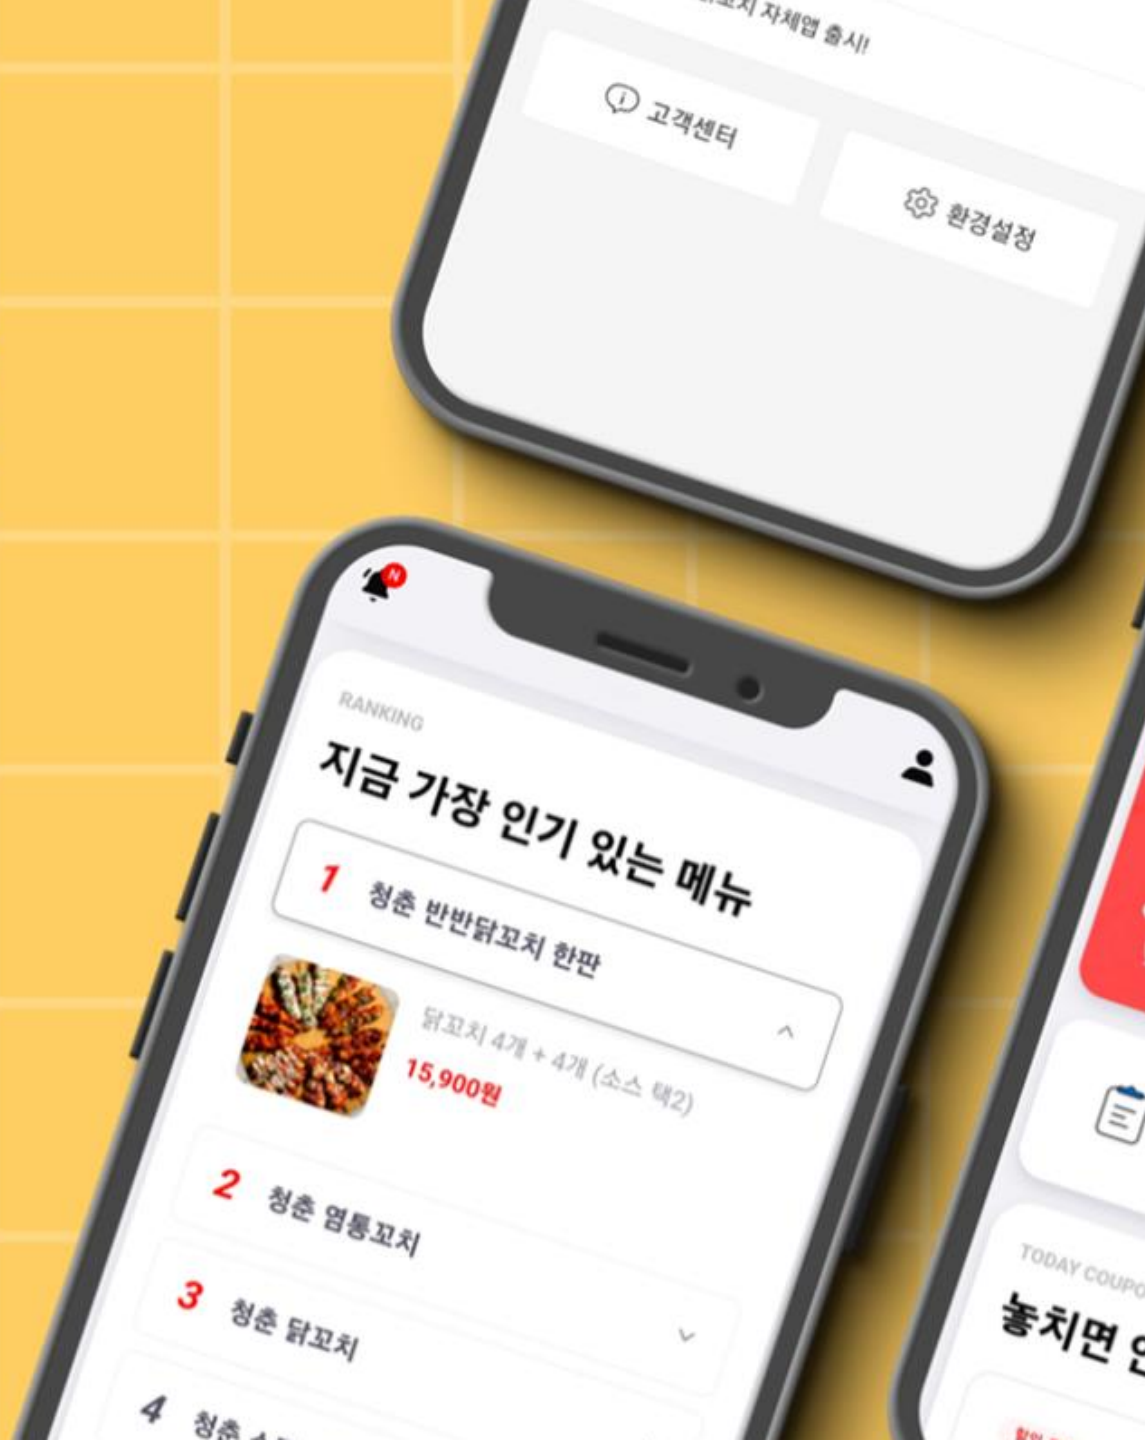 자체앱 출시!
고객센터
환경설정
N
RANKING
지금 가장 인기 있는 메뉴
1 청춘 반반닭꼬치 한판
닭꼬치 4개 + 4개 (소스 택2)
15,900원
2 청춘 염통꼬치
3 청춘 닭꼬치
4 청춘
TODAY
놓치면